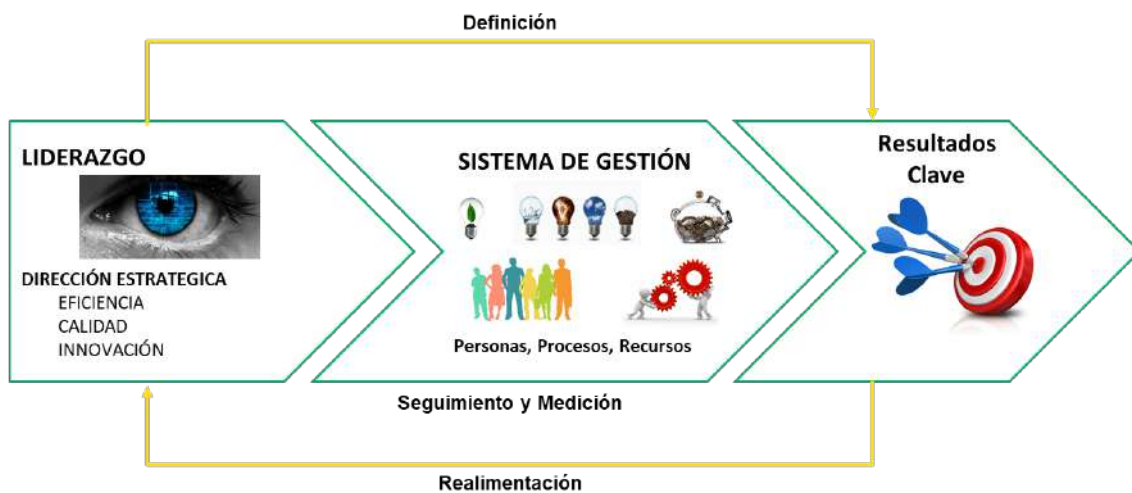 Definición
LIDERAZGO
DIRECCIÓN ESTRATEGICA
EFICIENCIA
CALIDAD
INNOVACIÓN
SISTEMA DE GESTIÓN
Personas, Procesos, Recursos
Resultados
Clave
Seguimiento y Medición
Realimentación